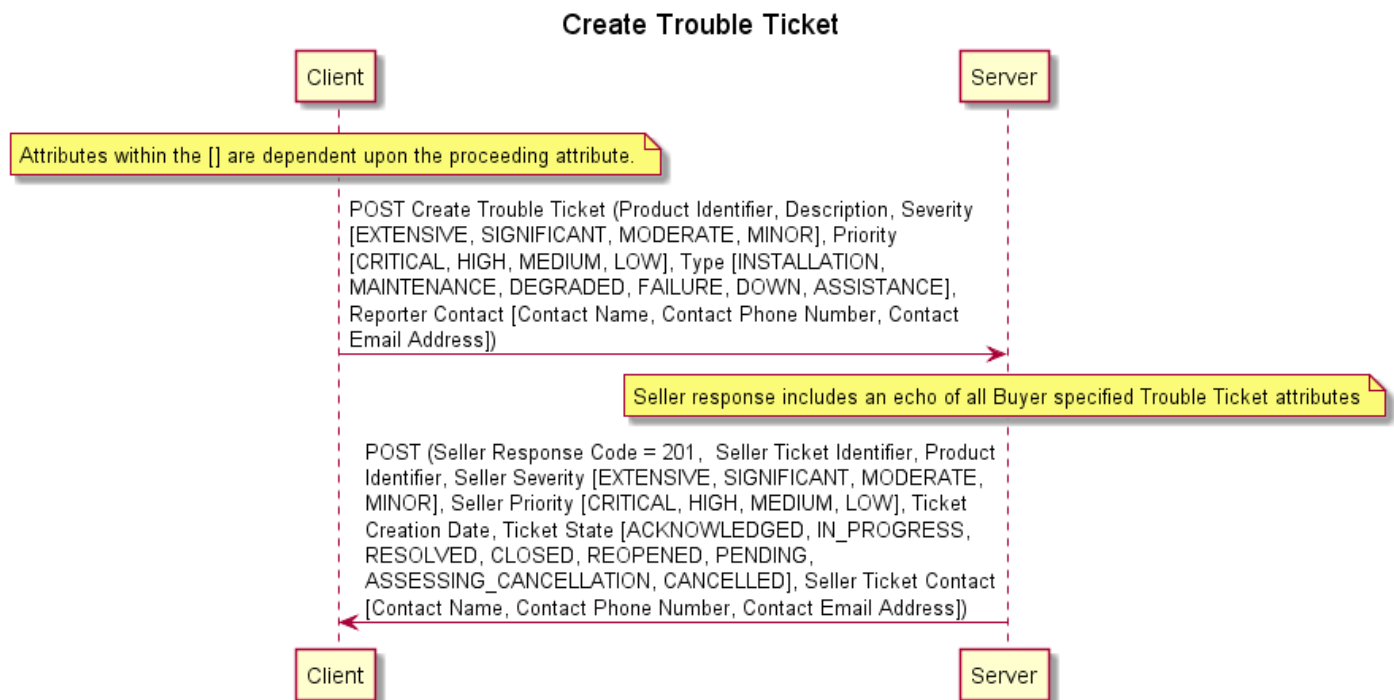 Create Trouble Ticket
Client
Server
Attributes within the [] are dependent upon the proceeding attribute.
POST Create Trouble Ticket (Product Identifier, Description, Severity
[EXTENSIVE, SIGNIFICANT, MODERATE, MINOR], Priority
[CRITICAL, HIGH, MEDIUM, LOW], Type [INSTALLATION,
MAINTENANCE, DEGRADED, FAILURE, DOWN, ASSISTANCE],
Reporter Contact [Contact Name, Contact Phone Number, Contact
Email Address])
Seller response includes an echo of all Buyer specified Trouble Ticket attributes
POST (Seller Response Code = 201,  Seller Ticket Identifier, Product
Identifier, Seller Severity [EXTENSIVE, SIGNIFICANT, MODERATE,
MINOR], Seller Priority [CRITICAL, HIGH, MEDIUM, LOW], Ticket
Creation Date, Ticket State [ACKNOWLEDGED, IN_PROGRESS,
RESOLVED, CLOSED, REOPENED, PENDING,
ASSESSING_CANCELLATION, CANCELLED], Seller Ticket Contact
[Contact Name, Contact Phone Number, Contact Email Address])
Client
Server